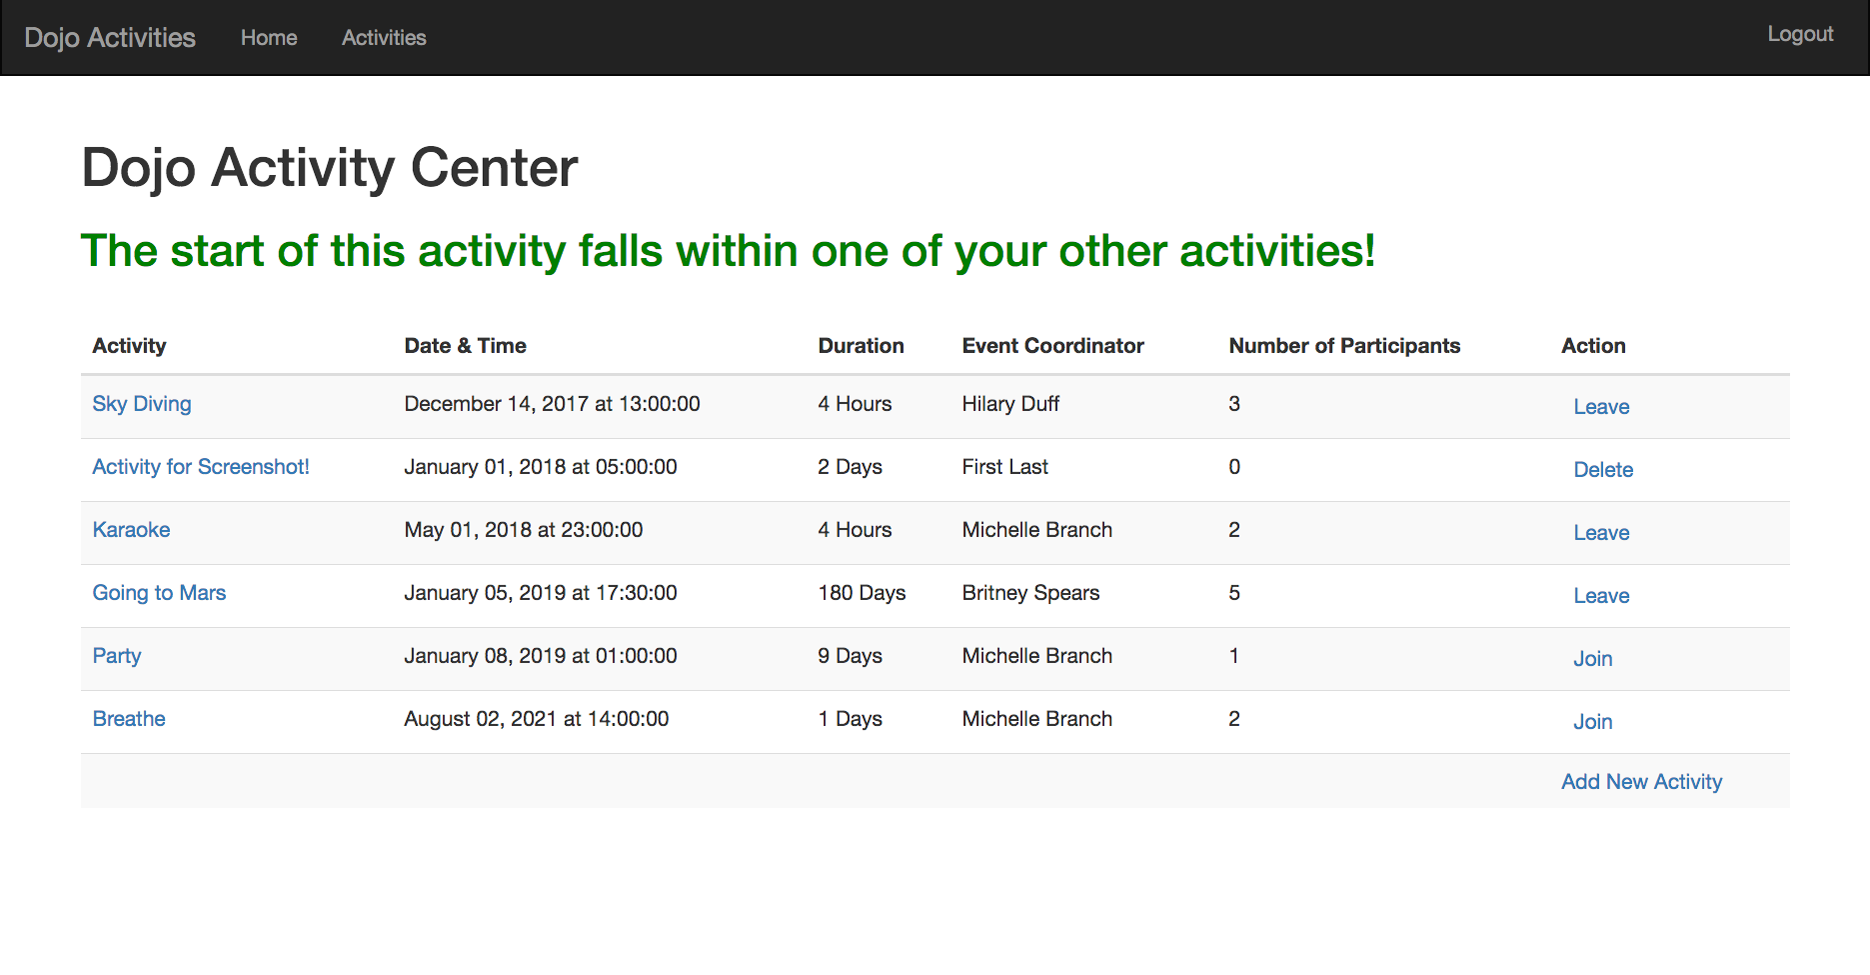 Dojo Activities Home Activities Logout
Dojo Activity Center
The start of this activity falls within one of your other activities!
Activity Date & Time Duration Event Coordinator Number of Participants Action
Sky Diving December 14, 2017 at 13:00:00 4 Hours Hilary Duff 3 Leave
Activity for Screenshot! January 01, 2018 at 05:00:00 2 Days First Last 0 Delete
Karaoke May 01, 2018 at 23:00:00 4 Hours Michelle Branch 2 Leave
Going to Mars January 05, 2019 at 17:30:00 180 Days Britney Spears 5 Leave
Party January 08, 2019 at 01:00:00 9 Days Michelle Branch 1 Join
Breathe August 02, 2021 at 14:00:00 1 Days Michelle Branch 2 Join
Add New Activity